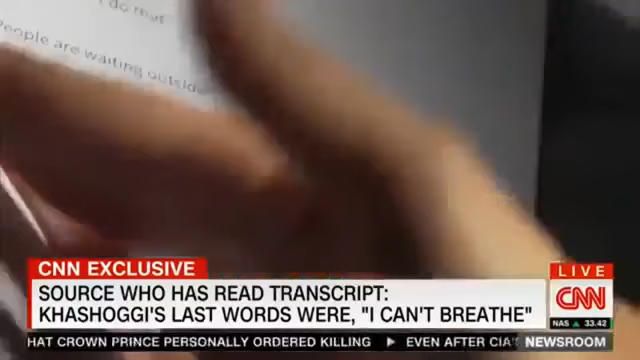 do that
People are waiting outside
CNN EXCLUSIVE
SOURCE WHO HAS READ TRANSCRIPT:
KHASHOGGI'S LAST WORDS WERE, "I CAN'T BREATHE"
LIVE
CNN
NAS ▲ 33.42
HAT CROWN PRINCE PERSONALLY ORDERED KILLING ▶ EVEN AFTER CIA'S
NEWSROOM